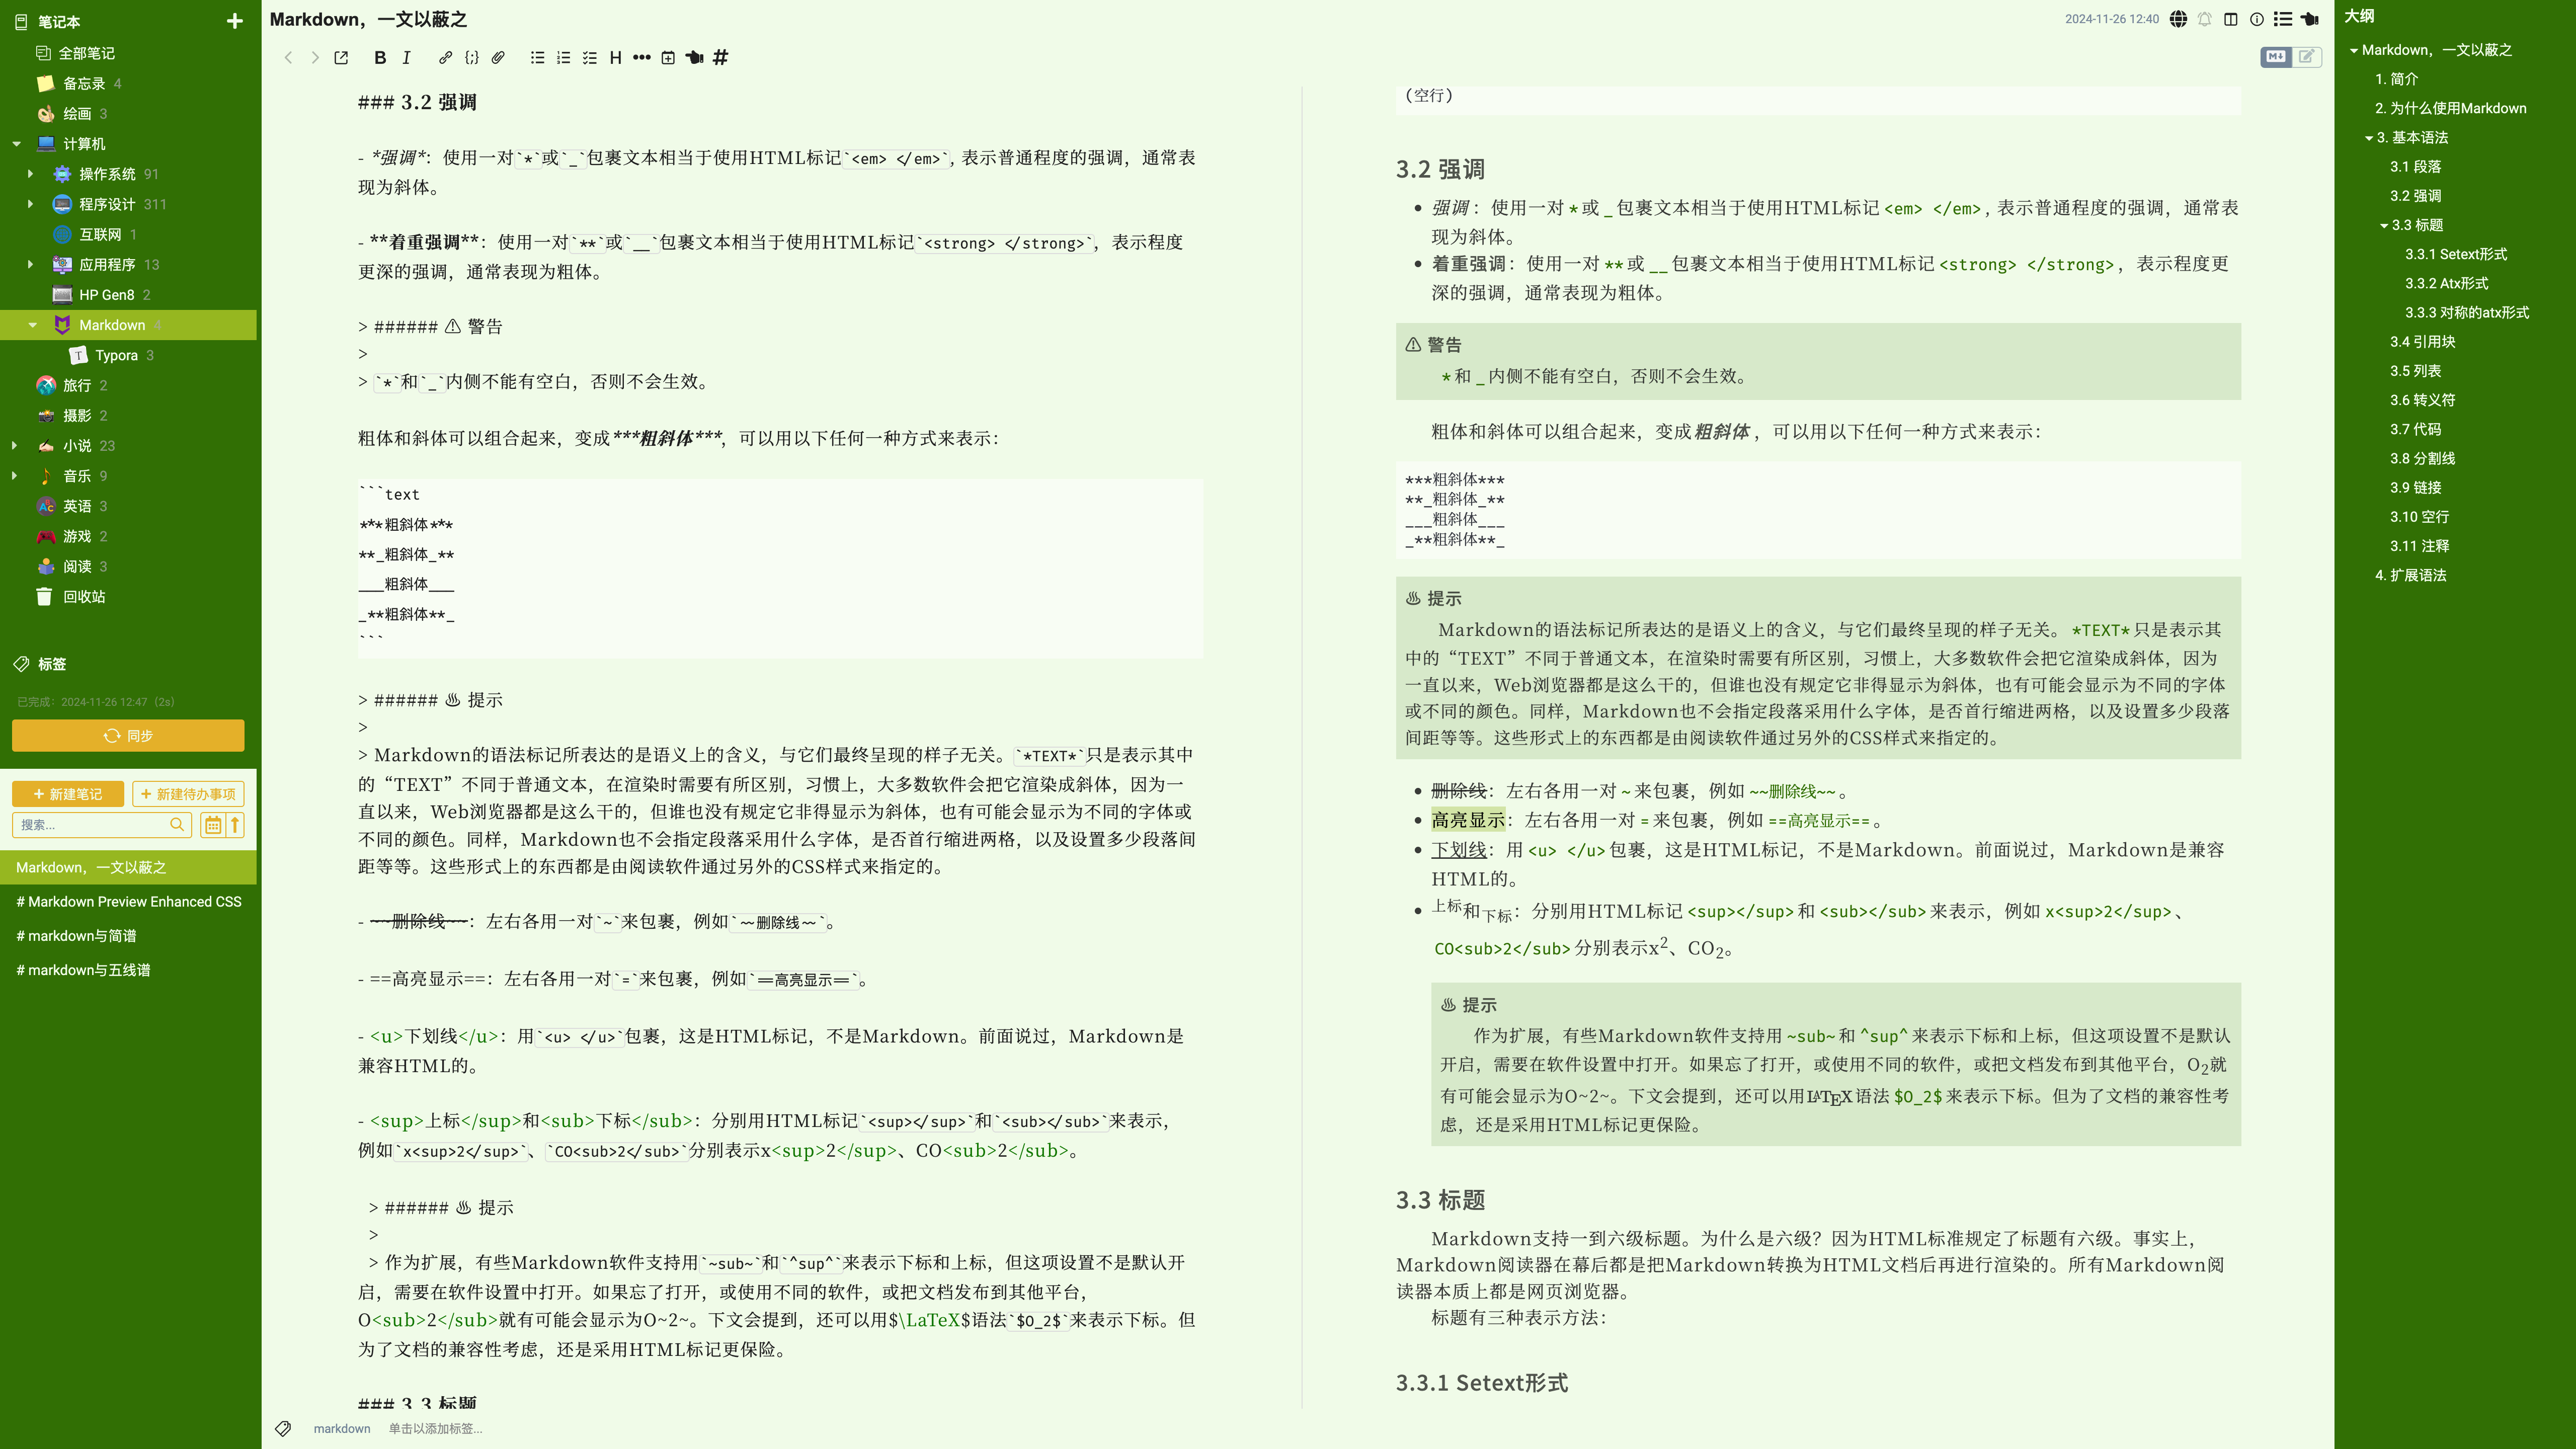 笔记本
全部笔记
备忘录 4
绘画 3
计算机
操作系统 91
程序设计 311
互联网 1
应用程序 13
HP Gen8 2
Markdown 4
Typora 3
旅行 2
摄影 2
小说 23
音乐 9
英语 3
游戏 2
阅读 3
回收站
标签
已完成：2024-11-26 12:47（2s）
同步
新建笔记
新建待办事项
搜索...
Markdown，一文以蔽之
# Markdown Preview Enhanced CSS
# markdown与简谱
# markdown与五线谱
Markdown，一文以蔽之
2024-11-26 12:40
### 3.2 强调
- *强调*：使用一对`*`或`_`包裹文本相当于使用HTML标记`<em> </em>`，表示普通程度的强调，通常表
现为斜体。
- **着重强调**：使用一对`**`或`__`包裹文本相当于使用HTML标记`<strong> </strong>`，表示程度
更深的强调，通常表现为粗体。
> ###### ⚠ 警告
>
> `*`和`_`内侧不能有空白，否则不会生效。
粗体和斜体可以组合起来，变成***粗斜体***，可以用以下任何一种方式来表示：
```text
***粗斜体***
**_粗斜体_**
___粗斜体___
_**粗斜体**_
```
> ###### ♨ 提示
>
> Markdown的语法标记所表达的是语义上的含义，与它们最终呈现的样子无关。`*TEXT*`只是表示其中
的“TEXT”不同于普通文本，在渲染时需要有所区别，习惯上，大多数软件会把它渲染成斜体，因为一
直以来，Web浏览器都是这么干的，但谁也没有规定它非得显示为斜体，也有可能会显示为不同的字体或
不同的颜色。同样，Markdown也不会指定段落采用什么字体，是否首行缩进两格，以及设置多少段落间
距等等。这些形式上的东西都是由阅读软件通过另外的CSS样式来指定的。
- ~~删除线~~：左右各用一对`~`来包裹，例如`~~删除线~~`。
- ==高亮显示==：左右各用一对`=`来包裹，例如`==高亮显示==`。
- <u>下划线</u>：用`<u> </u>`包裹，这是HTML标记，不是Markdown。前面说过，Markdown是
兼容HTML的。
- <sup>上标</sup>和<sub>下标</sub>：分别用HTML标记`<sup></sup>`和`<sub></sub>`来表示，
例如`x<sup>2</sup>`、`CO<sub>2</sub>`分别表示x<sup>2</sup>、CO<sub>2</sub>。
> ###### ♨ 提示
>
> 作为扩展，有些Markdown软件支持用`~sub~`和`^sup^`来表示下标和上标，但这项设置不是默认开
启，需要在软件设置中打开。如果忘了打开，或使用不同的软件，或把文档发布到其他平台，
O<sub>2</sub>就有可能会显示为O~2~。下文会提到，还可以用$\LaTeX$语法`$O_2$`来表示下标。但
为了文档的兼容性考虑，还是采用HTML标记更保险。
### 3.3 标题
markdown
单击以添加标签...
（空行）
3.2 强调
强调：使用一对 * 或 _ 包裹文本相当于使用HTML标记 <em> </em>，表示普通程度的强调，通常表
现为斜体。
着重强调：使用一对 ** 或 __ 包裹文本相当于使用HTML标记 <strong> </strong>，表示程度更
深的强调，通常表现为粗体。
⚠ 警告
* 和 _ 内侧不能有空白，否则不会生效。
粗体和斜体可以组合起来，变成粗斜体，可以用以下任何一种方式来表示：
***粗斜体***
**_粗斜体_**
___粗斜体___
_**粗斜体**_
♨ 提示
Markdown的语法标记所表达的是语义上的含义，与它们最终呈现的样子无关。 *TEXT* 只是表示其
中的“TEXT”不同于普通文本，在渲染时需要有所区别，习惯上，大多数软件会把它渲染成斜体，因为
一直以来，Web浏览器都是这么干的，但谁也没有规定它非得显示为斜体，也有可能会显示为不同的字体
或不同的颜色。同样，Markdown也不会指定段落采用什么字体，是否首行缩进两格，以及设置多少段落
间距等等。这些形式上的东西都是由阅读软件通过另外的CSS样式来指定的。
删除线：左右各用一对 ~ 来包裹，例如 ~~删除线~~ 。
高亮显示：左右各用一对 = 来包裹，例如 ==高亮显示== 。
下划线：用 <u> </u> 包裹，这是HTML标记，不是Markdown。前面说过，Markdown是兼容
HTML的。
上标和下标：分别用HTML标记 <sup></sup> 和 <sub></sub> 来表示，例如 x<sup>2</sup> 、
CO<sub>2</sub> 分别表示x²、CO₂。
♨ 提示
作为扩展，有些Markdown软件支持用 ~sub~ 和 ^sup^ 来表示下标和上标，但这项设置不是默认
开启，需要在软件设置中打开。如果忘了打开，或使用不同的软件，或把文档发布到其他平台，O₂就
有可能会显示为O~2~。下文会提到，还可以用LATEX语法 $O_2$ 来表示下标。但为了文档的兼容性考
虑，还是采用HTML标记更保险。
3.3 标题
Markdown支持一到六级标题。为什么是六级？因为HTML标准规定了标题有六级。事实上，
Markdown阅读器在幕后都是把Markdown转换为HTML文档后再进行渲染的。所有Markdown阅
读器本质上都是网页浏览器。
标题有三种表示方法：
3.3.1 Setext形式
大纲
Markdown，一文以蔽之
1. 简介
2. 为什么使用Markdown
3. 基本语法
3.1 段落
3.2 强调
3.3 标题
3.3.1 Setext形式
3.3.2 Atx形式
3.3.3 对称的atx形式
3.4 引用块
3.5 列表
3.6 转义符
3.7 代码
3.8 分割线
3.9 链接
3.10 空行
3.11 注释
4. 扩展语法